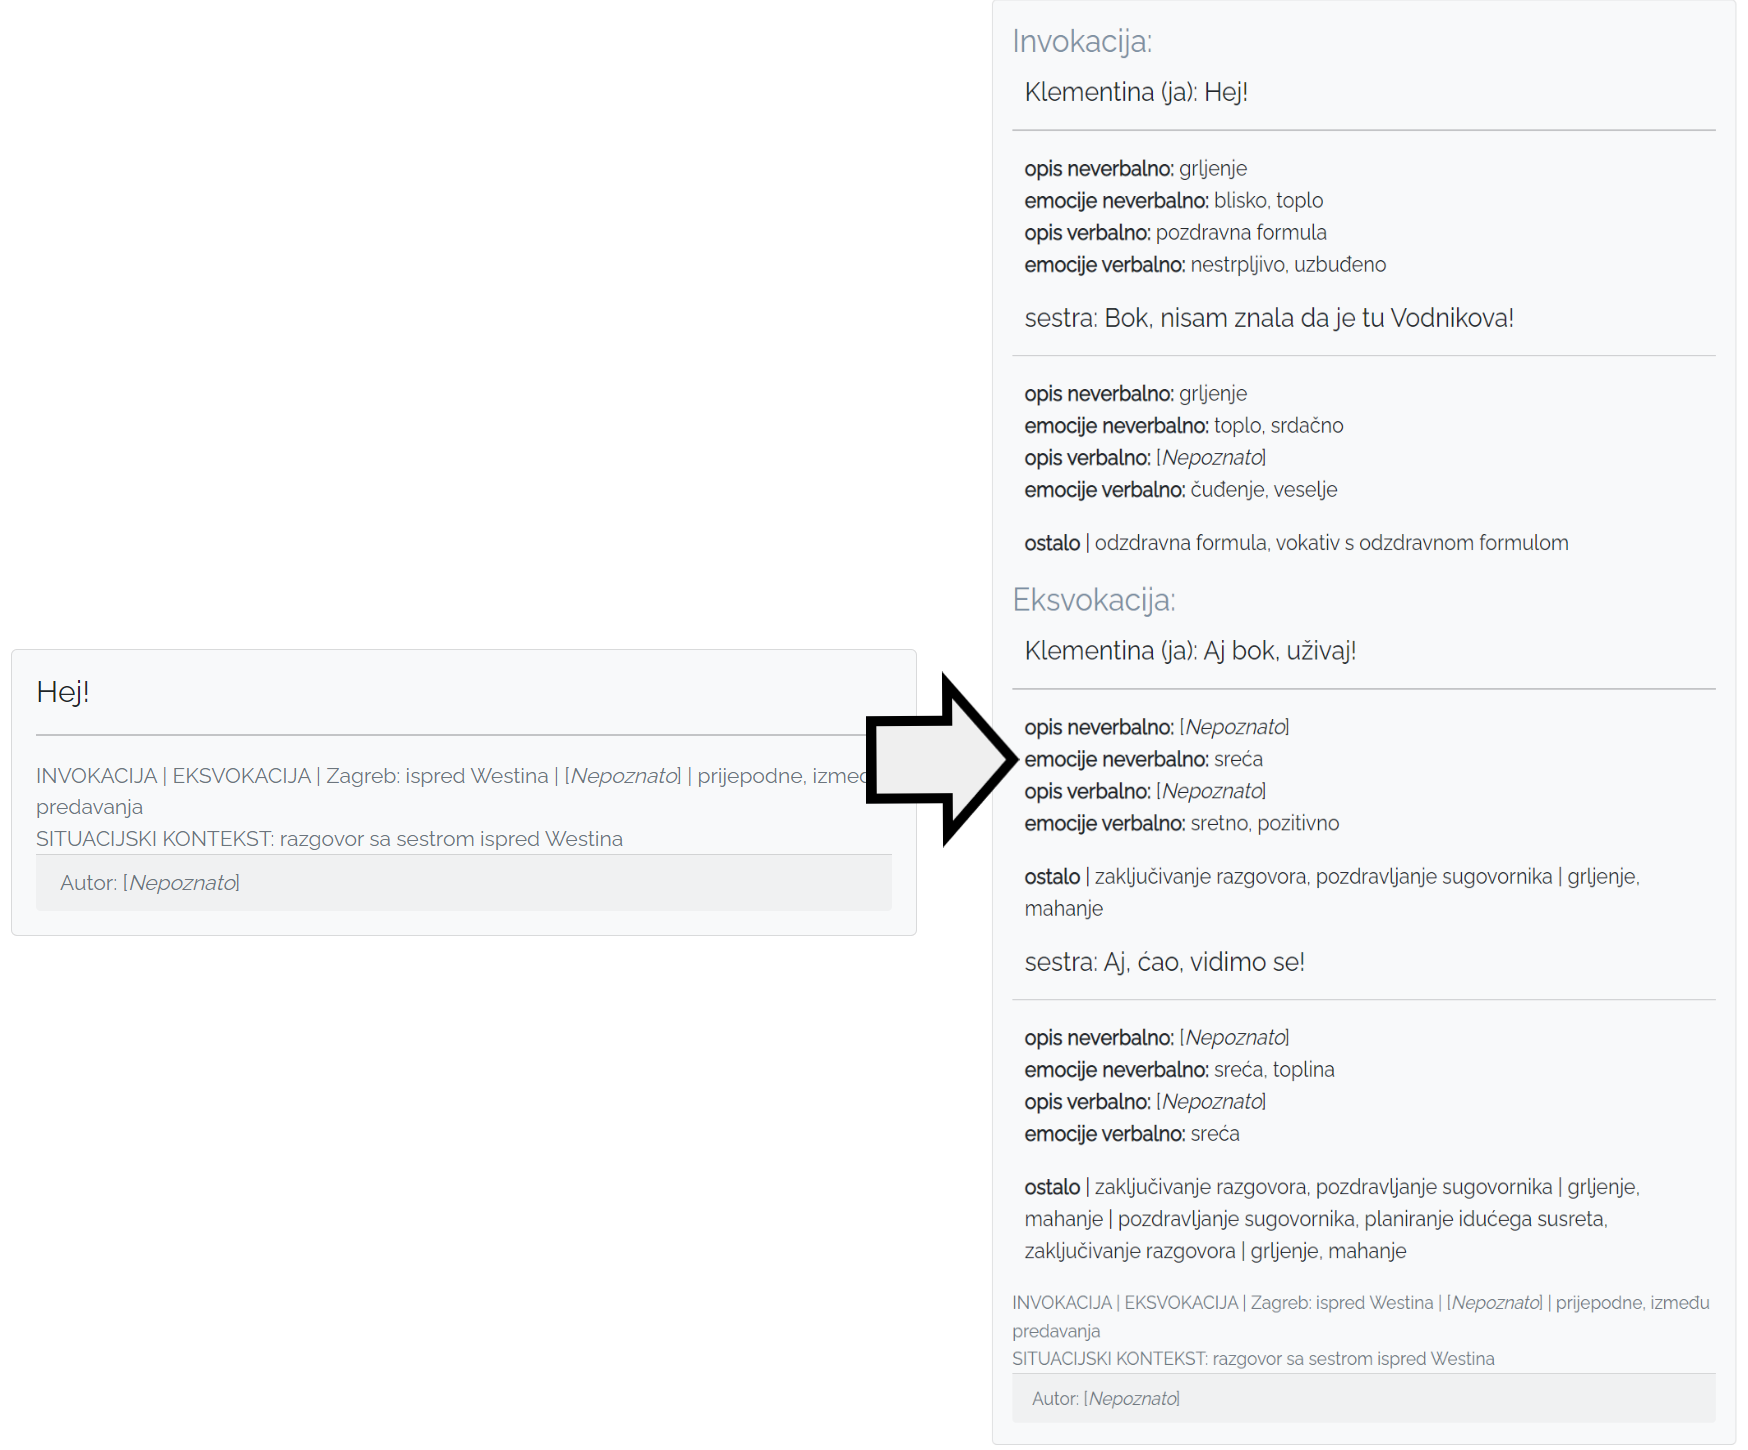 Hej!
INVOKACIJA | EKSVOKACIJA | Zagreb: ispred Westina | [Nepoznato] | prijepodne,
predavanja
SITUACIJSKI KONTEKST: razgovor sa sestrom ispred Westina
Autor: [Nepoznato]
Invokacija:
Klementina (ja): Hej!
opis neverbalno: grljenje
emocije neverbalno: blisko, toplo
opis verbalno: pozdravna formula
emocije verbalno: nestrpljivo, uzbuđeno
sestra: Bok, nisam znala da je tu Vodnikova!
opis neverbalno: grljenje
emocije neverbalno: toplo, srdačno
opis verbalno: [Nepoznato]
emocije verbalno: čuđenje, veselje
ostalo | odzdravna formula, vokativ s odzdravnom formulom
Eksvokacija:
Klementina (ja): Aj bok, uživaj!
opis neverbalno: [Nepoznato]
emocije neverbalno: sreća
opis verbalno: [Nepoznato]
emocije verbalno: sretno, pozitivno
ostalo | zaključivanje razgovora, pozdravljanje sugovornika | grljenje,
mahanje
sestra: Aj, ćao, vidimo se!
opis neverbalno: [Nepoznato]
emocije neverbalno: sreća, toplina
opis verbalno: [Nepoznato]
emocije verbalno: sreća
ostalo | zaključivanje razgovora, pozdravljanje sugovornika | grljenje,
mahanje | pozdravljanje sugovornika, planiranje idućega susreta,
zaključivanje razgovora | grljenje, mahanje
INVOKACIJA | EKSVOKACIJA | Zagreb: ispred Westina | [Nepoznato] | prijepodne, između
predavanja
SITUACIJSKI KONTEKST: razgovor sa sestrom ispred Westina
Autor: [Nepoznato]